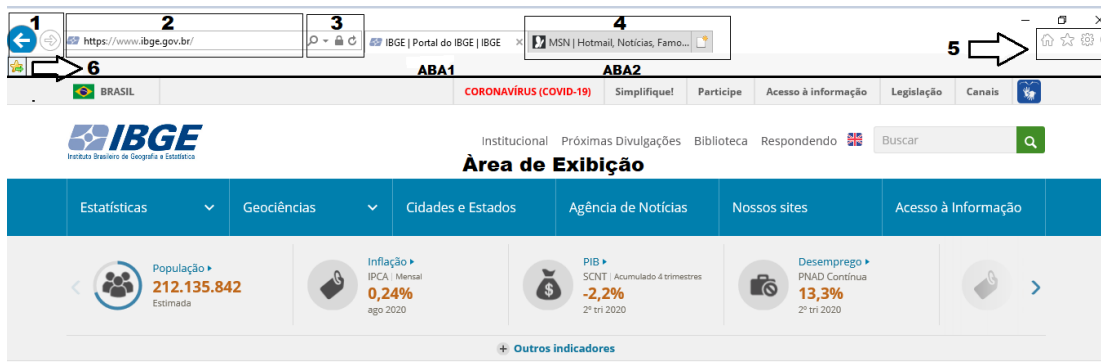 1 2 3 4
https://www.ibge.gov.br/ IBGE | Portal do IBGE | IBGE MSN | Hotmail, Notícias, Famo... 5
6 ABA1 ABA2
BRASIL CORONAVÍRUS (COVID-19) Simplifique! Participe Acesso à informação Legislação Canais
IBGE
Instituto Brasileiro de Geografia e Estatística
Institucional Próximas Divulgações Biblioteca Respondendo Buscar
Àrea de Exibição
Estatísticas Geociências Cidades e Estados Agência de Notícias Nossos sites Acesso à Informação
População
212.135.842
Estimada
Inflação
IPCA | Mensal
0,24%
ago 2020
PIB
SCNT | Acumulado 4 trimestres
-2,2%
2º tri 2020
Desemprego
PNAD Contínua
13,3%
2º tri 2020
Outros indicadores